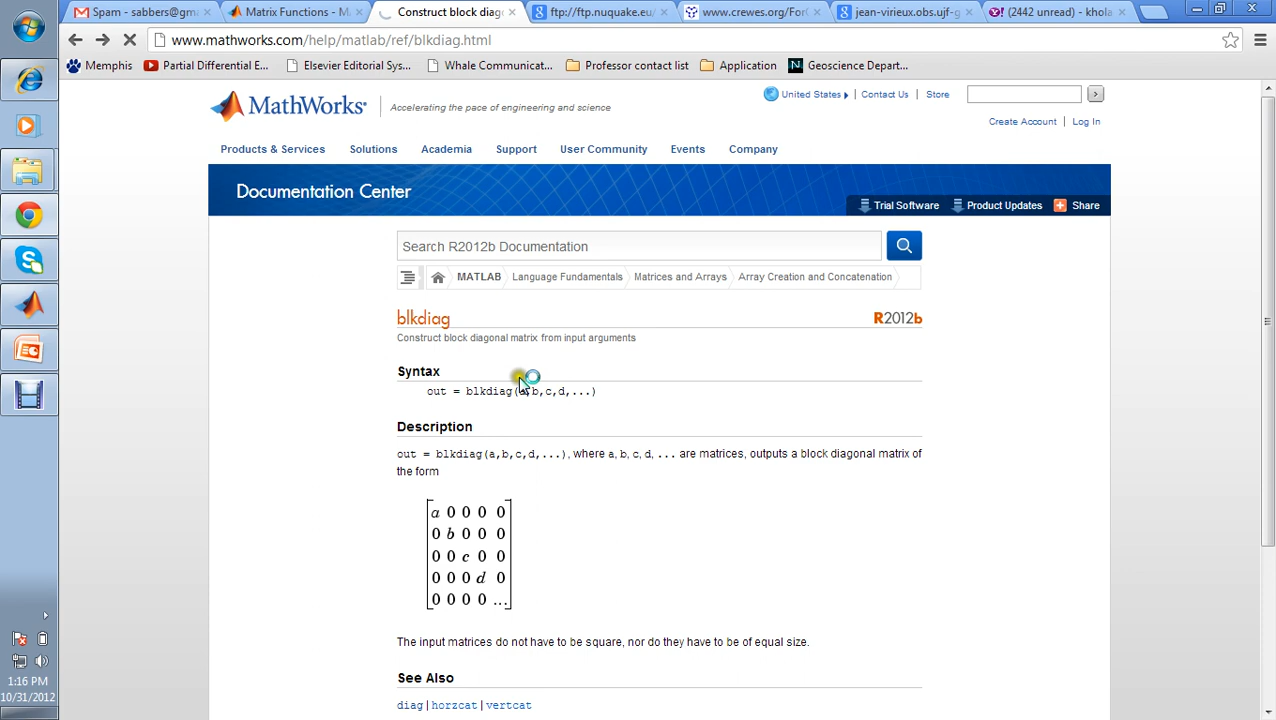 Spam - sabbers@gma
Matrix Functions - M
Construct block diag
ftp://ftp.nuquake.eu/
www.crewes.org/For
jean-virieux.obs.ujf-g
(2442 unread) - khola
www.mathworks.com/help/matlab/ref/blkdiag.html
Memphis
Partial Differential E...
Elsevier Editorial Sys...
Whale Communicat...
Professor contact list
Application
Geoscience Depart...
MathWorks
Accelerating the pace of engineering and science
United States
Contact Us
Store
Create Account
Log In
Products & Services
Solutions
Academia
Support
User Community
Events
Company
Documentation Center
Trial Software
Product Updates
Share
Search R2012b Documentation
MATLAB
Language Fundamentals
Matrices and Arrays
Array Creation and Concatenation
blkdiag
R2012b
Construct block diagonal matrix from input arguments
Syntax
out = blkdiag(a,b,c,d,...)
Description
out = blkdiag(a,b,c,d,...), where a, b, c, d, ... are matrices, outputs a block diagonal matrix of
the form
a 0 0 0 0
0 b 0 0 0
0 0 c 0 0
0 0 0 d 0
0 0 0 0 ...
The input matrices do not have to be square, nor do they have to be of equal size.
See Also
diag | horzcat | vertcat
1:16 PM
10/31/2012